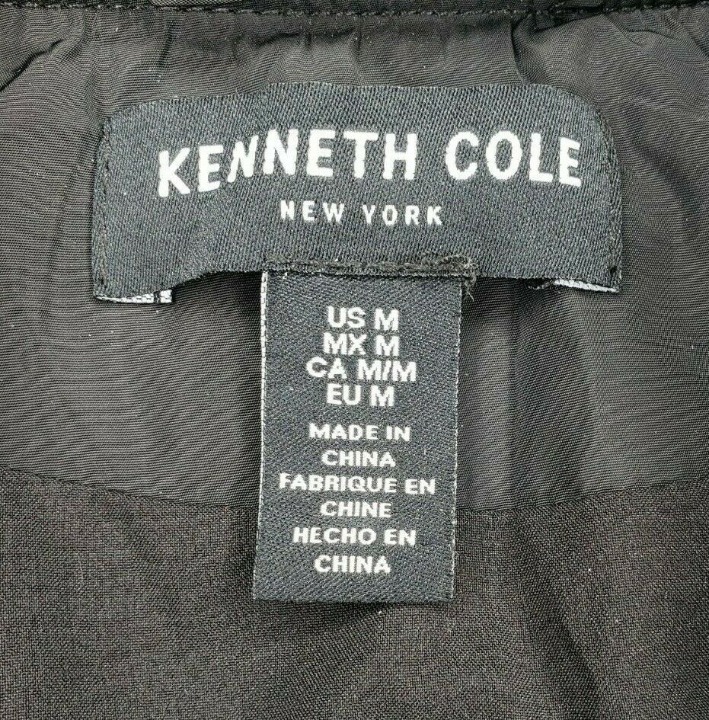 KENNETH COLE
NEW YORK
US M
MX M
CA M/M
EU M
MADE IN
CHINA
FABRIQUE EN
CHINE
HECHO EN
CHINA